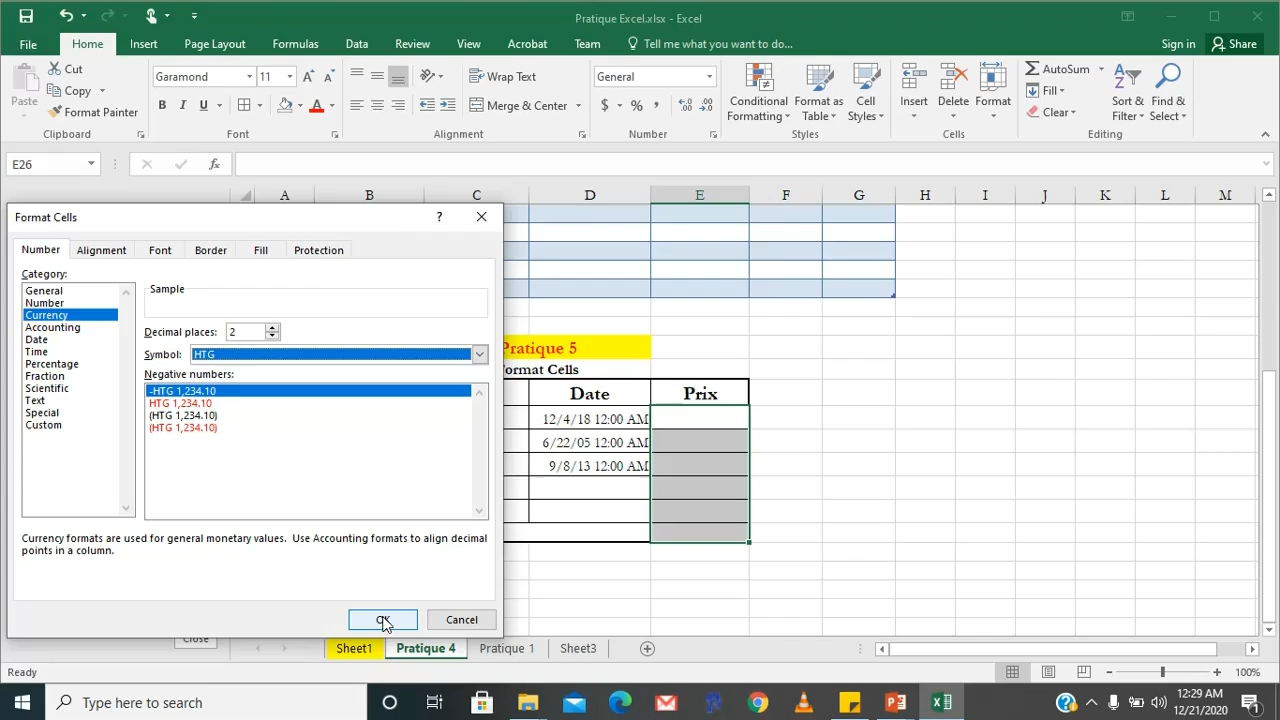 Pratique Excel.xlsx - Excel
File Home Insert Page Layout Formulas Data Review View Acrobat Team Tell me what you want to do... Sign in Share
Paste
Cut
Copy
Format Painter
Clipboard
Garamond 11
B I U
Font
Wrap Text
Merge & Center
Alignment
General
$ % ,
Number
Conditional Formatting
Format as Table
Cell Styles
Styles
Insert
Delete
Format
Cells
AutoSum
Fill
Clear
Sort & Filter
Find & Select
Editing
E26
fx
A B C D E F G H I J K L M
Format Cells ?
Number Alignment Font Border Fill Protection
Category:
General
Number
Currency
Accounting
Date
Time
Percentage
Fraction
Scientific
Text
Special
Custom
Sample
Decimal places: 2
Symbol: HTG
Negative numbers:
-HTG 1,234.10
HTG 1,234.10
(HTG 1,234.10)
(HTG 1,234.10)
Currency formats are used for general monetary values. Use Accounting formats to align decimal
points in a column.
Cancel
Close
Pratique 5
ormat Cells
Date Prix
12/4/18 12:00 AM
6/22/05 12:00 AM
9/8/13 12:00 AM
Sheet1 Pratique 4 Pratique 1 Sheet3
Ready
100%
Type here to search
12:29 AM
12/21/2020